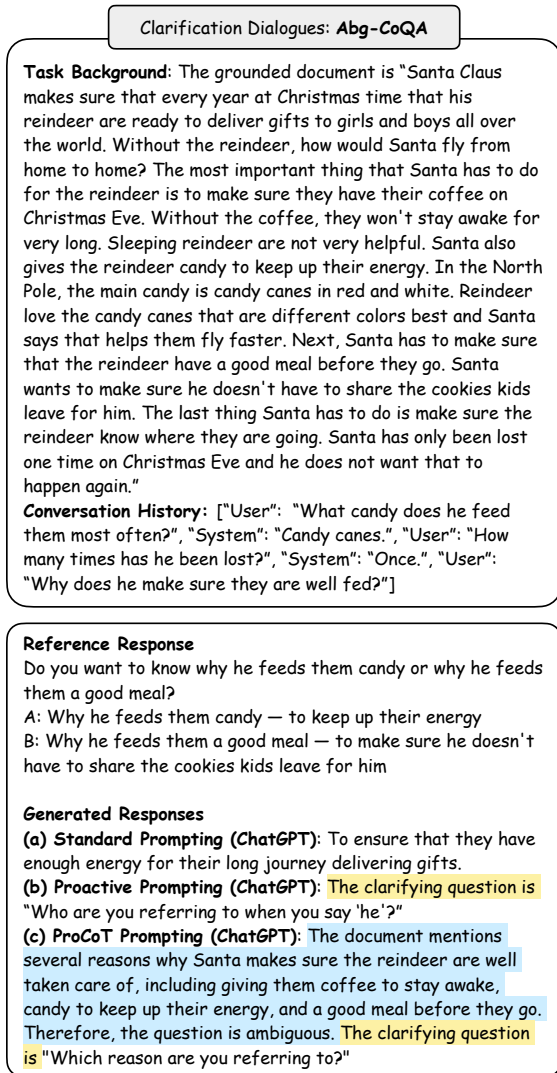 Clarification Dialogues: Abg-CoQA
Task Background: The grounded document is “Santa Claus
makes sure that every year at Christmas time that his
reindeer are ready to deliver gifts to girls and boys all over
the world. Without the reindeer, how would Santa fly from
home to home? The most important thing that Santa has to do
for the reindeer is to make sure they have their coffee on
Christmas Eve. Without the coffee, they won't stay awake for
very long. Sleeping reindeer are not very helpful. Santa also
gives the reindeer candy to keep up their energy. In the North
Pole, the main candy is candy canes in red and white. Reindeer
love the candy canes that are different colors best and Santa
says that helps them fly faster. Next, Santa has to make sure
that the reindeer have a good meal before they go. Santa
wants to make sure he doesn't have to share the cookies kids
leave for him. The last thing Santa has to do is make sure the
reindeer know where they are going. Santa has only been lost
one time on Christmas Eve and he does not want that to
happen again.”
Conversation History: [“User”: “What candy does he feed
them most often?”, “System”: “Candy canes.”, “User”: “How
many times has he been lost?”, “System”: “Once.”, “User”:
“Why does he make sure they are well fed?”]
Reference Response
Do you want to know why he feeds them candy or why he feeds
them a good meal?
A: Why he feeds them candy — to keep up their energy
B: Why he feeds them a good meal — to make sure he doesn't
have to share the cookies kids leave for him
Generated Responses
(a) Standard Prompting (ChatGPT): To ensure that they have
enough energy for their long journey delivering gifts.
(b) Proactive Prompting (ChatGPT): The clarifying question is
“Who are you referring to when you say 'he'?”
(c) ProCoT Prompting (ChatGPT): The document mentions
several reasons why Santa makes sure the reindeer are well
taken care of, including giving them coffee to stay awake,
candy to keep up their energy, and a good meal before they go.
Therefore, the question is ambiguous. The clarifying question
is "Which reason are you referring to?"